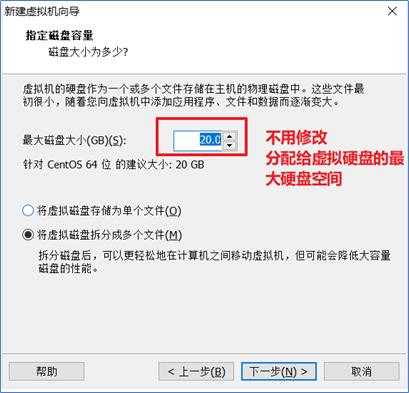 新建虚拟机向导
指定磁盘容量
磁盘大小为多少?
虚拟机的硬盘作为一个或多个文件存储在主机的物理磁盘中。这些文件最
初很小，随着您向虚拟机中添加应用程序、文件和数据而逐渐变大。
最大磁盘大小(GB)(S): 20.0
针对 CentOS 64 位 的建议大小: 20 GB
不用修改
分配给虚拟硬盘的最
大硬盘空间
将虚拟磁盘存储为单个文件(O)
将虚拟磁盘拆分成多个文件(M)
拆分磁盘后，可以更轻松地在计算机之间移动虚拟机，但可能会降低大容量
磁盘的性能。
帮助 < 上一步(B) 下一步(N) > 取消